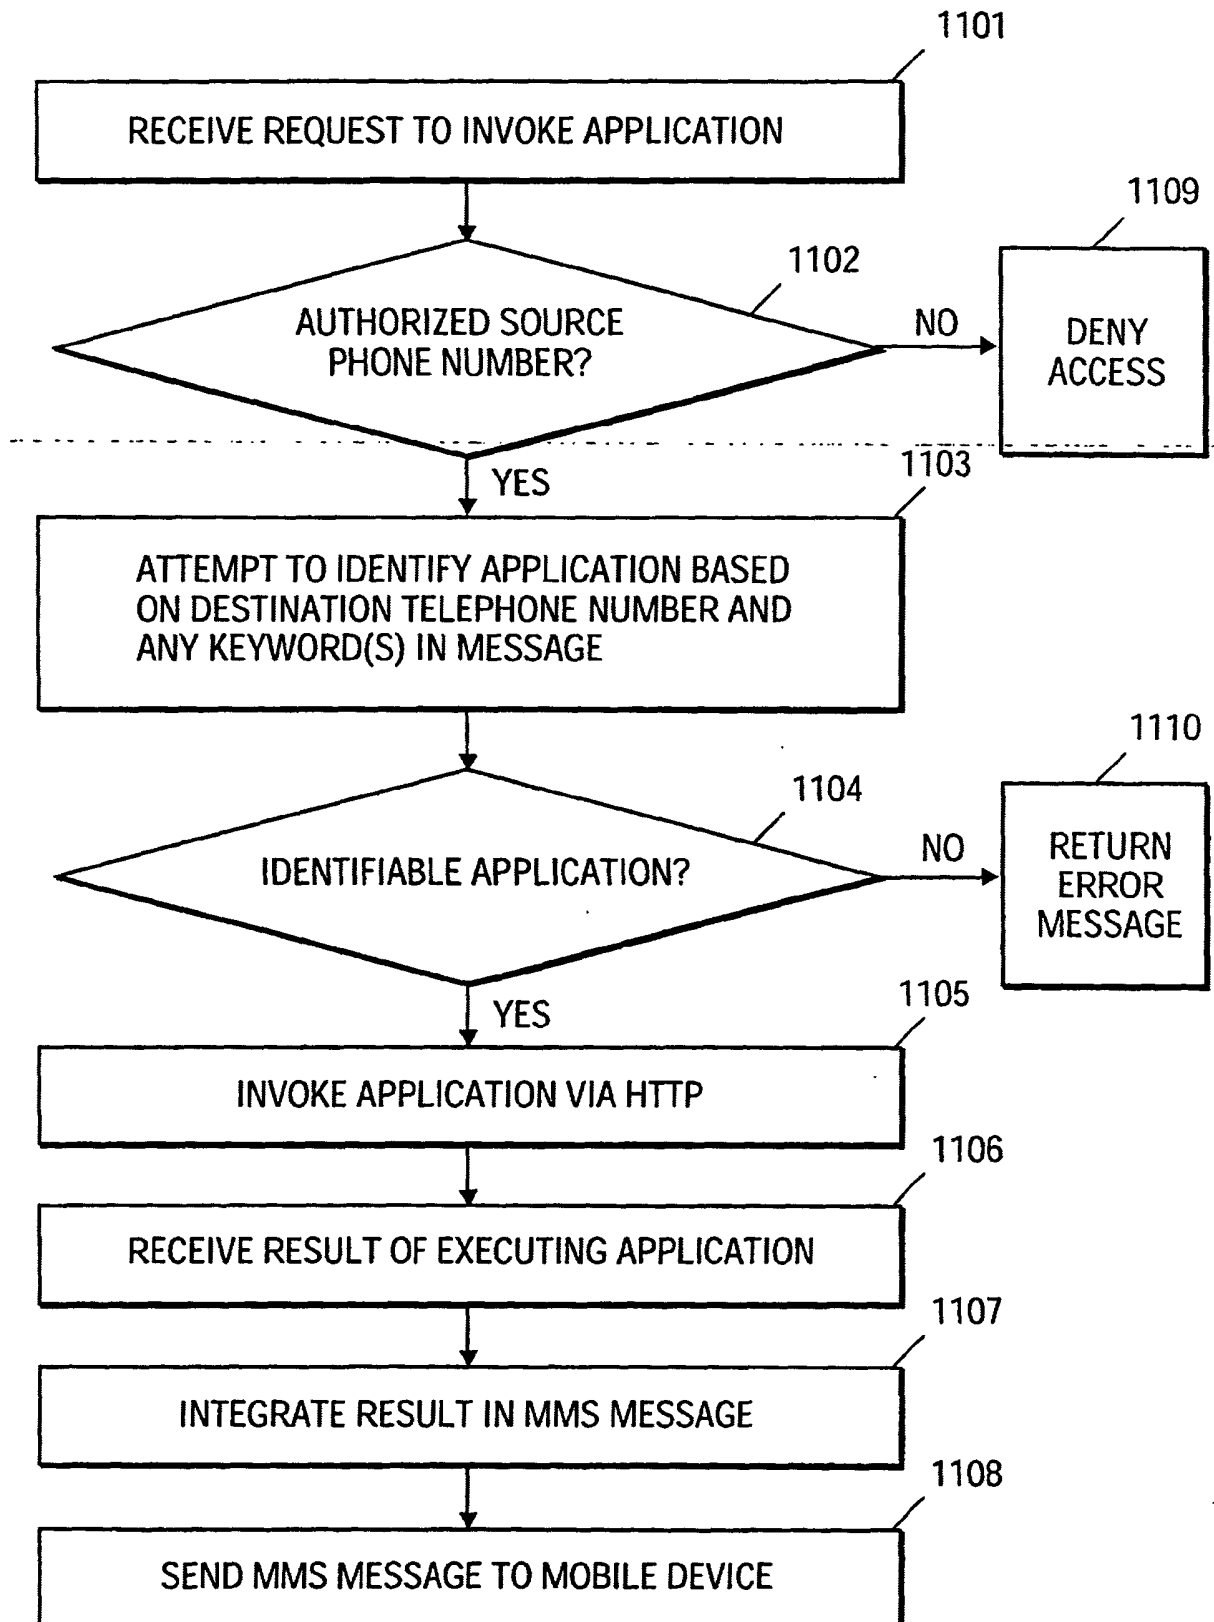 1101
RECEIVE REQUEST TO INVOKE APPLICATION
1109
1102
AUTHORIZED SOURCE
PHONE NUMBER?
NO
DENY
ACCESS
YES
1103
ATTEMPT TO IDENTIFY APPLICATION BASED
ON DESTINATION TELEPHONE NUMBER AND
ANY KEYWORD(S) IN MESSAGE
1110
1104
IDENTIFIABLE APPLICATION?
NO
RETURN
ERROR
MESSAGE
YES
1105
INVOKE APPLICATION VIA HTTP
1106
RECEIVE RESULT OF EXECUTING APPLICATION
1107
INTEGRATE RESULT IN MMS MESSAGE
1108
SEND MMS MESSAGE TO MOBILE DEVICE